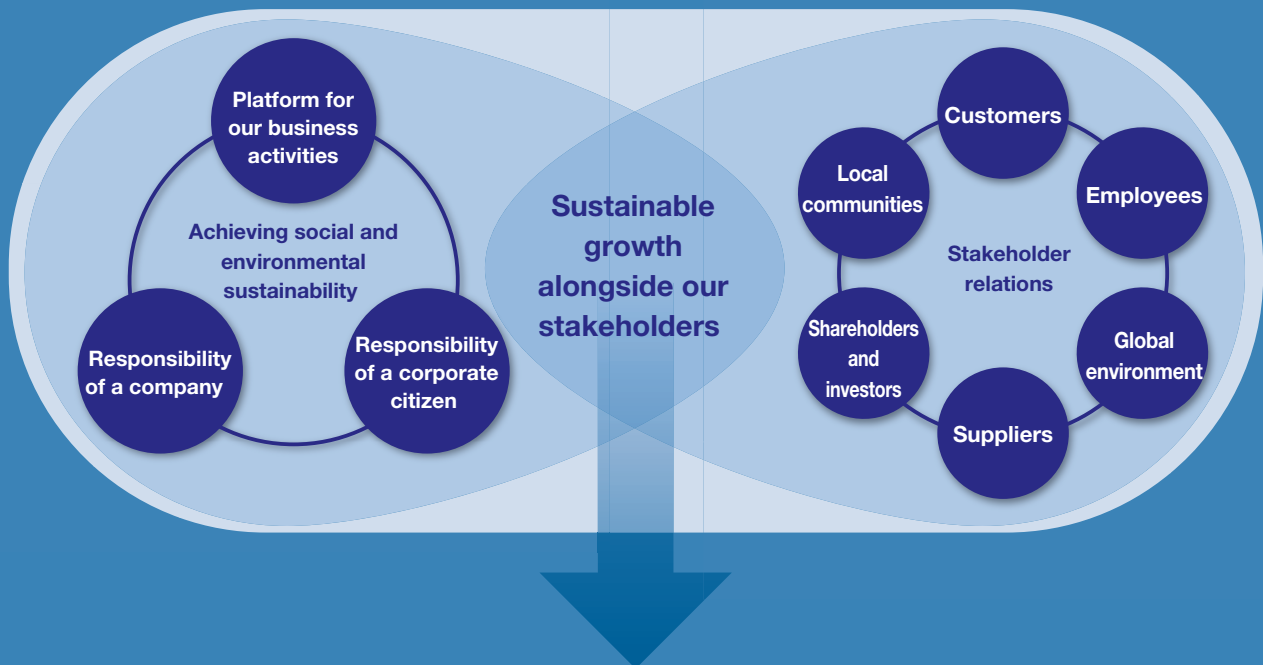 Platform for
our business
activities
Achieving social and
environmental
sustainability
Responsibility
of a company
Responsibility
of a corporate
citizen
Sustainable
growth
alongside our
stakeholders
Customers
Local
communities
Employees
Stakeholder
relations
Shareholders
and
investors
Global
environment
Suppliers